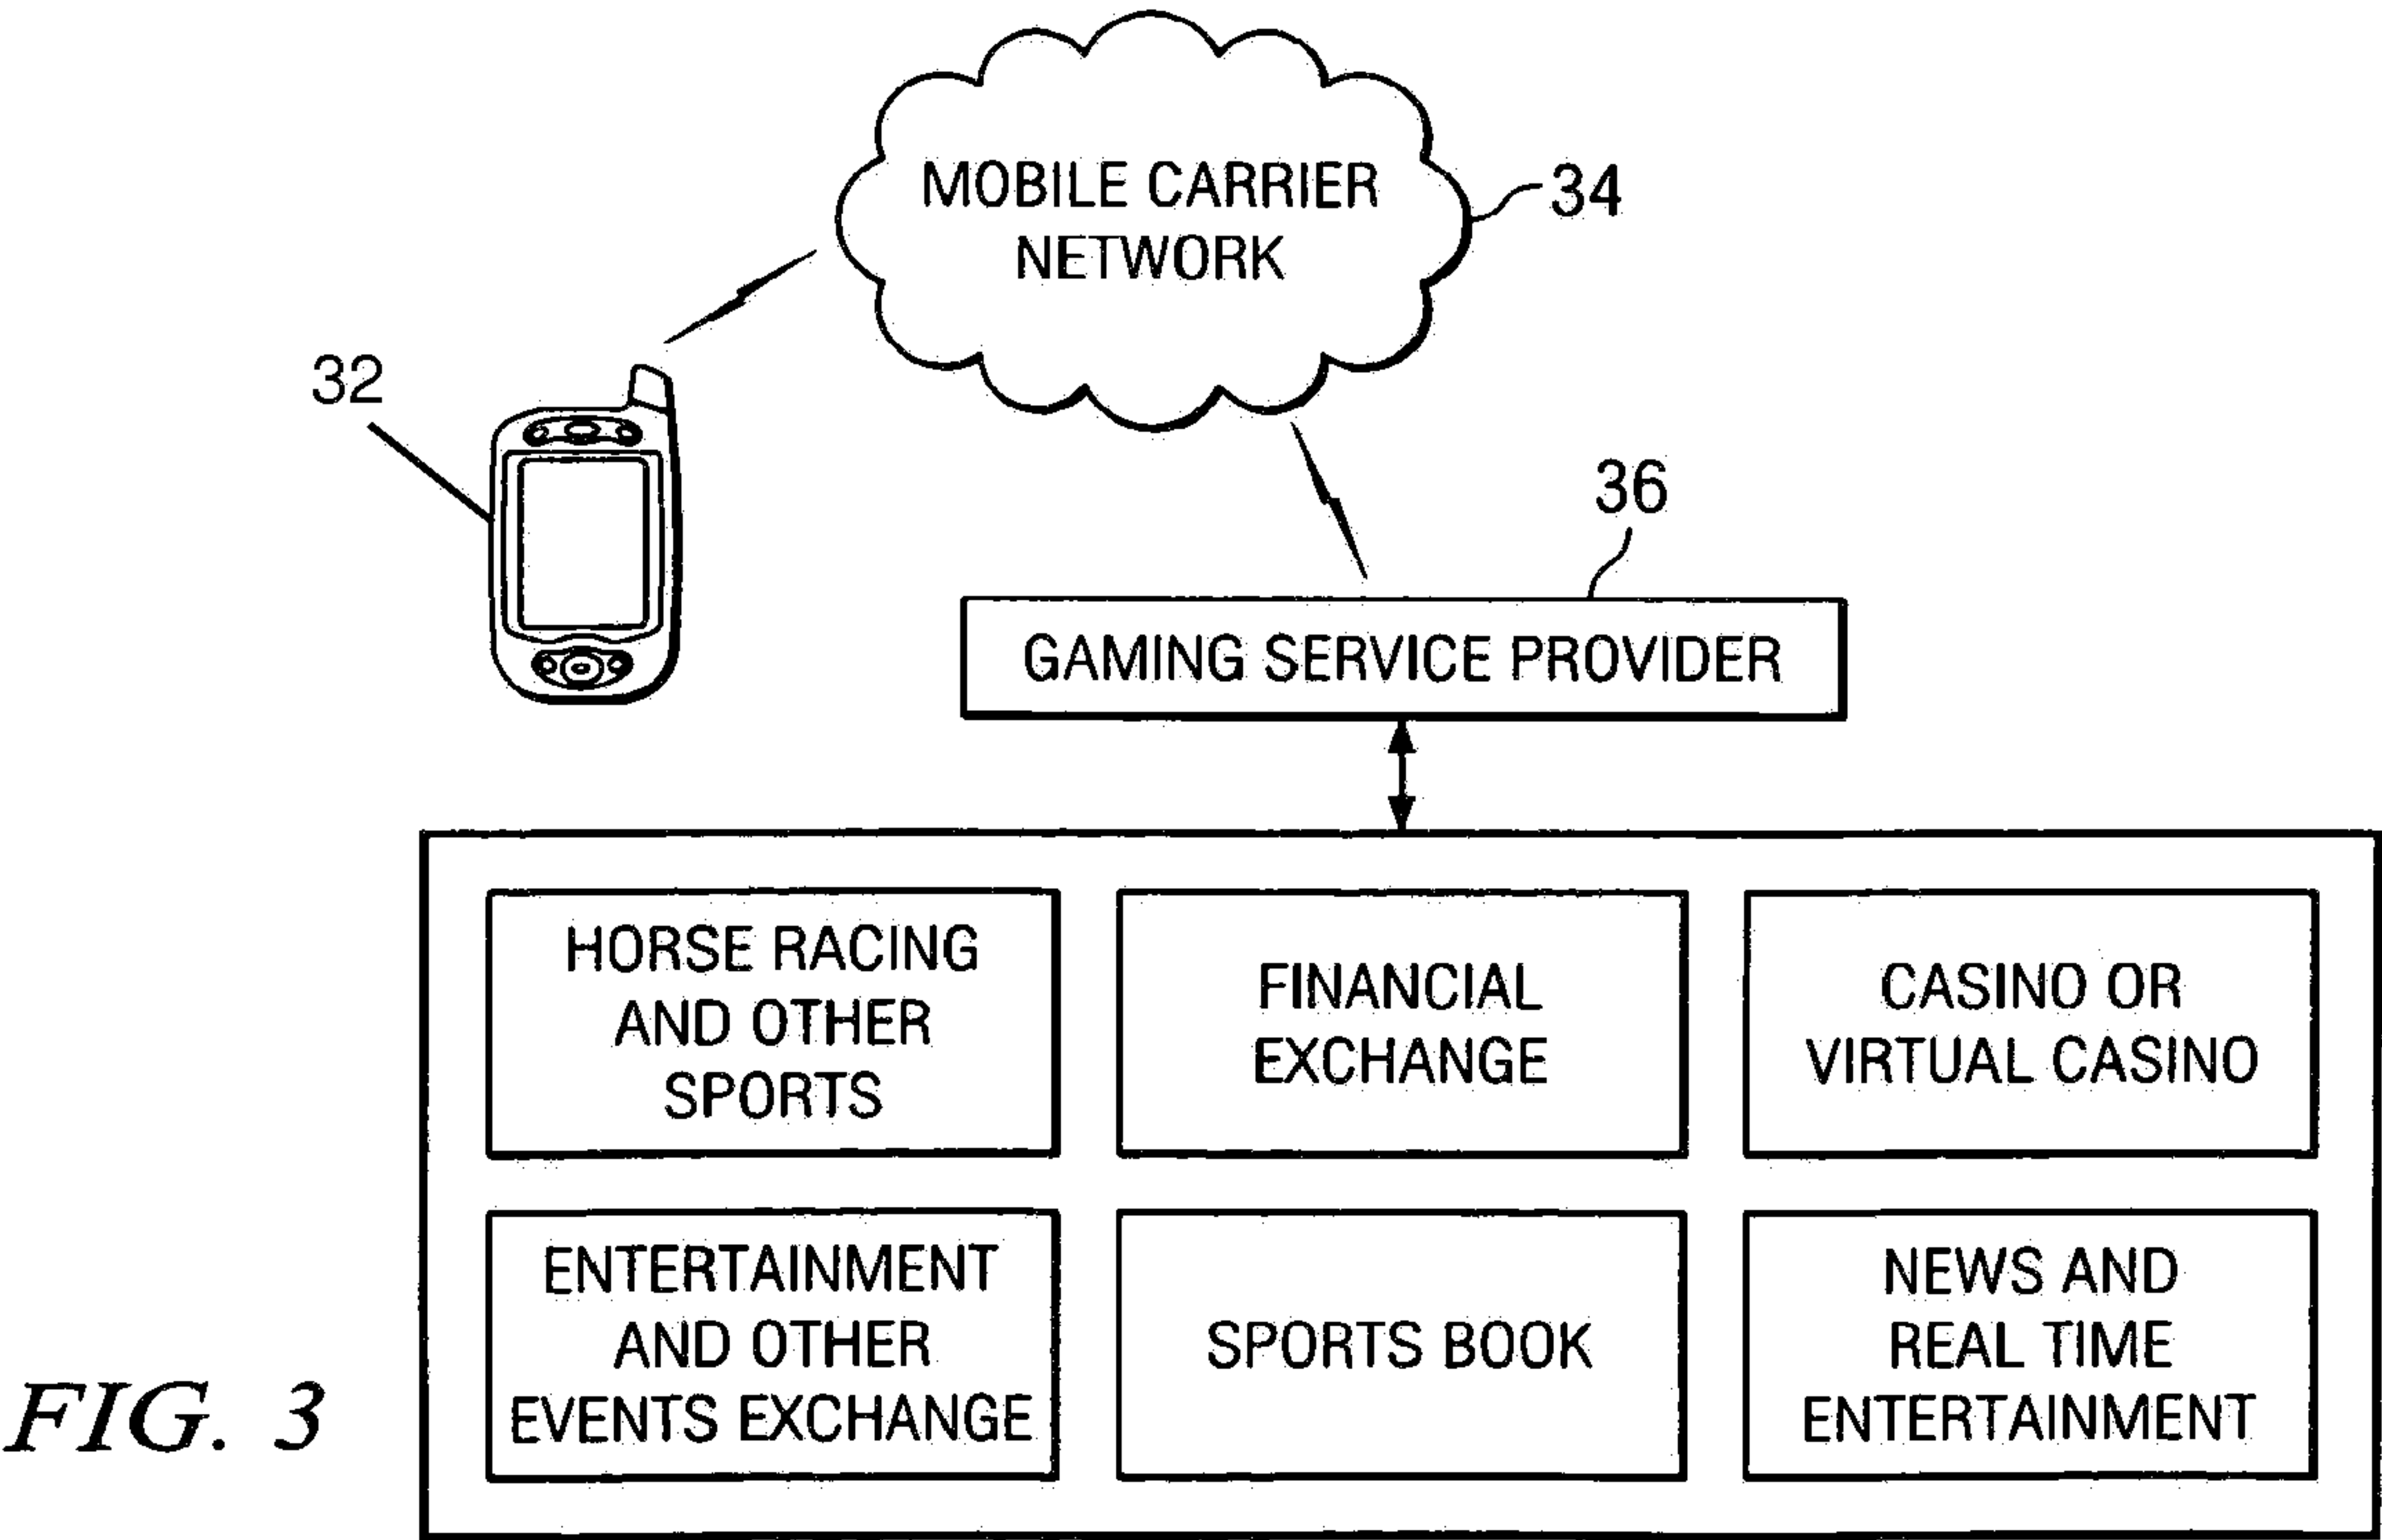 MOBILE CARRIER
NETWORK
34
32
36
GAMING SERVICE PROVIDER
HORSE RACING
AND OTHER
SPORTS
FINANCIAL
EXCHANGE
CASINO OR
VIRTUAL CASINO
ENTERTAINMENT
AND OTHER
EVENTS EXCHANGE
SPORTS BOOK
NEWS AND
REAL TIME
ENTERTAINMENT
FIG. 3